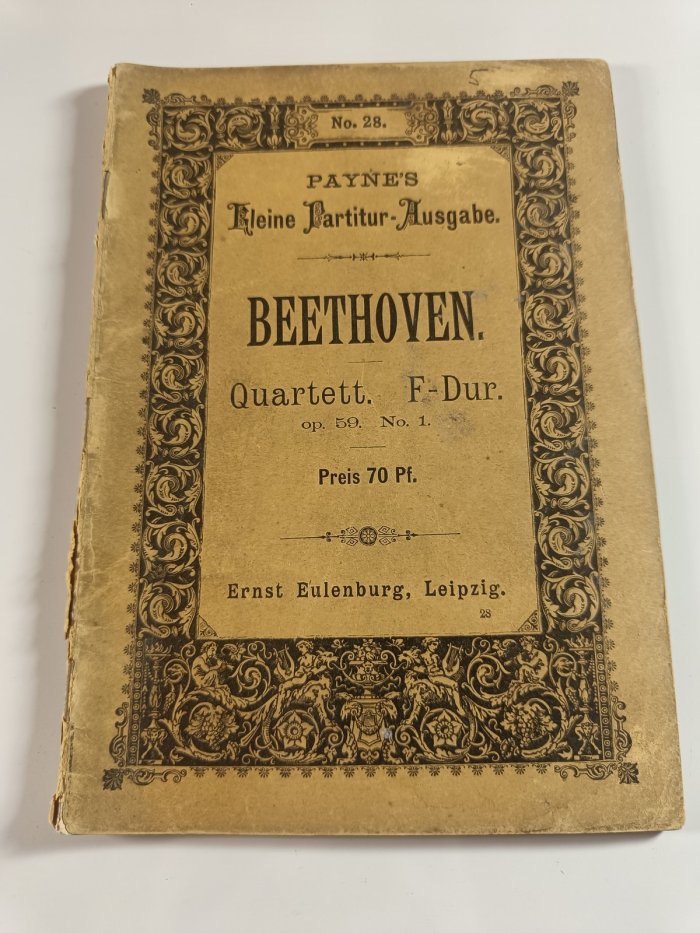 5
No. 28.
PAYNE'S
Kleine Partitur-Ausgabe.
BEETHOVEN.
Quartett. F-Dur.
op. 59. No. 1.
Preis 70 Pf.
Ernst Eulenburg, Leipzig.
28